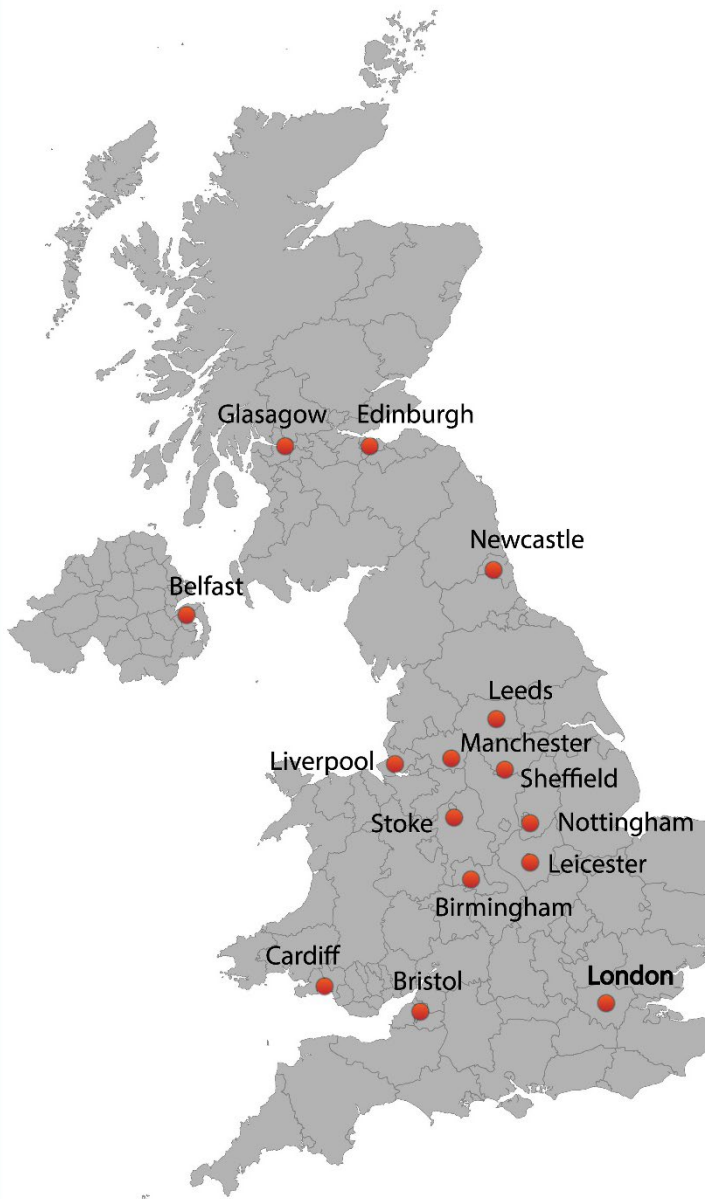 Glasagow
Edinburgh
Newcastle
Belfast
Leeds
Manchester
Liverpool
Sheffield
Stoke
Nottingham
Leicester
Birmingham
Cardiff
Bristol
London